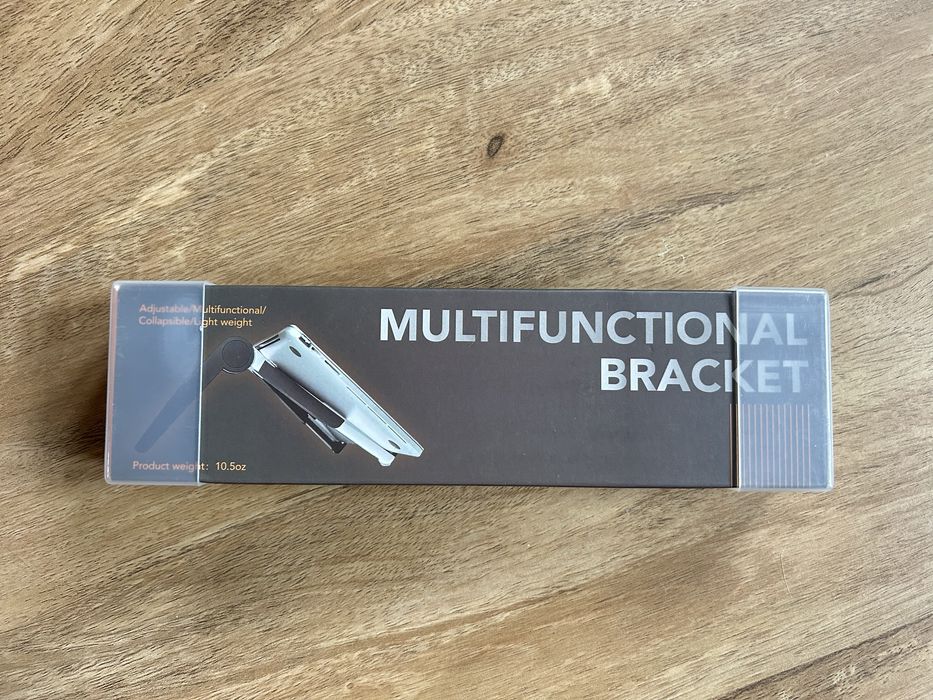 Adjustable/Multifunctional/
Collapsible/Light weight
MULTIFUNCTIONAL
BRACKET
Product weight: 10.5oz